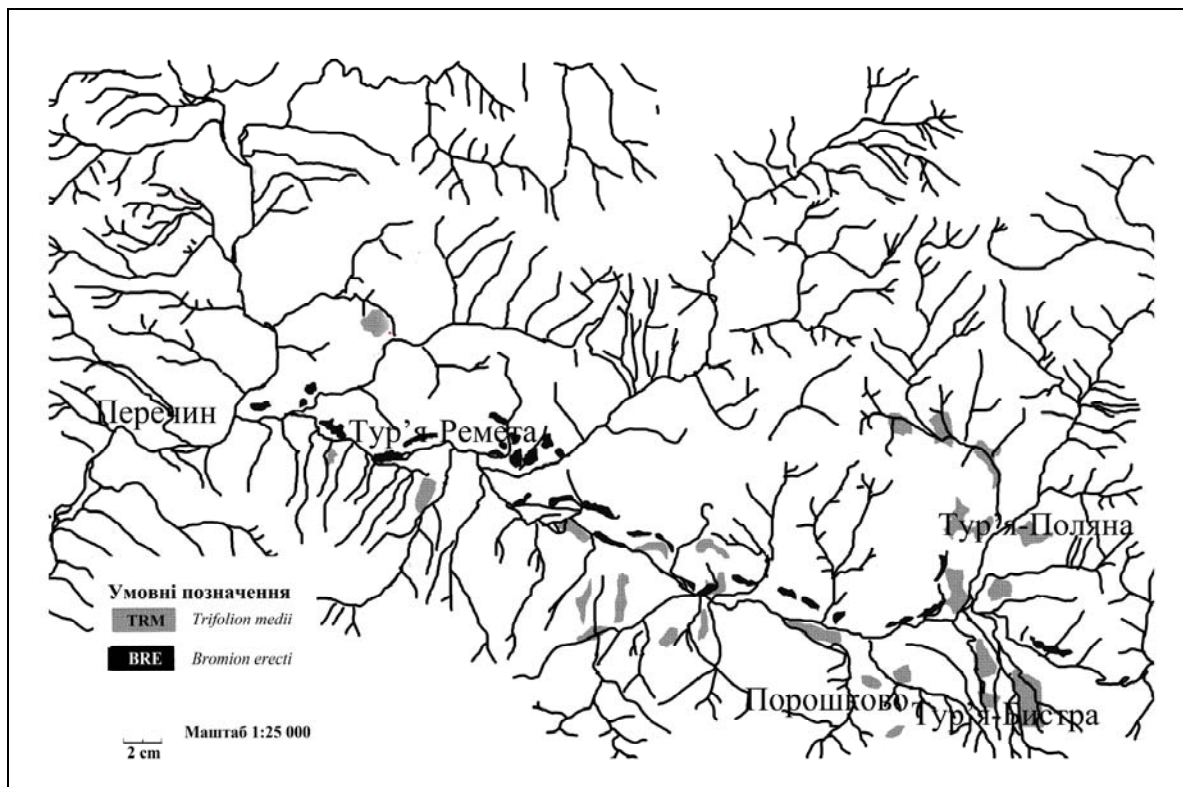 Перечин
Тур’я-Ремета
Тур’я-Поляна
Умовні позначення
TRM Trifolion medii
BRE Bromion erecti
Порошково
Тур’я-Бистра
Маштаб 1:25 000
2 cm